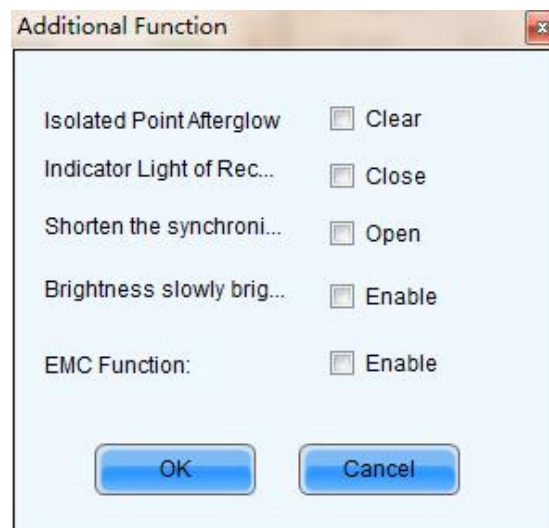 Additional Function
Isolated Point Afterglow Clear
Indicator Light of Rec... Close
Shorten the synchroni... Open
Brightness slowly brig... Enable
EMC Function: Enable
OK Cancel